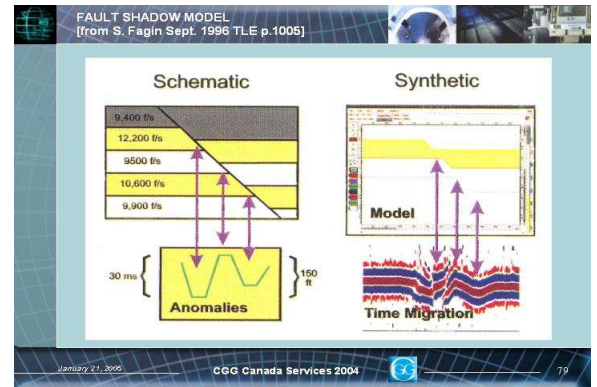 FAULT SHADOW MODEL
[from S. Fagin Sept. 1996 TLE p.1005]
Schematic
Synthetic
9,400 f/s
12,200 f/s
9500 f/s
10,600 f/s
9,900 f/s
Model
30 ms
150
ft
Anomalies
Time Migration
January 21, 2005
CGG Canada Services 2004
CGG
79